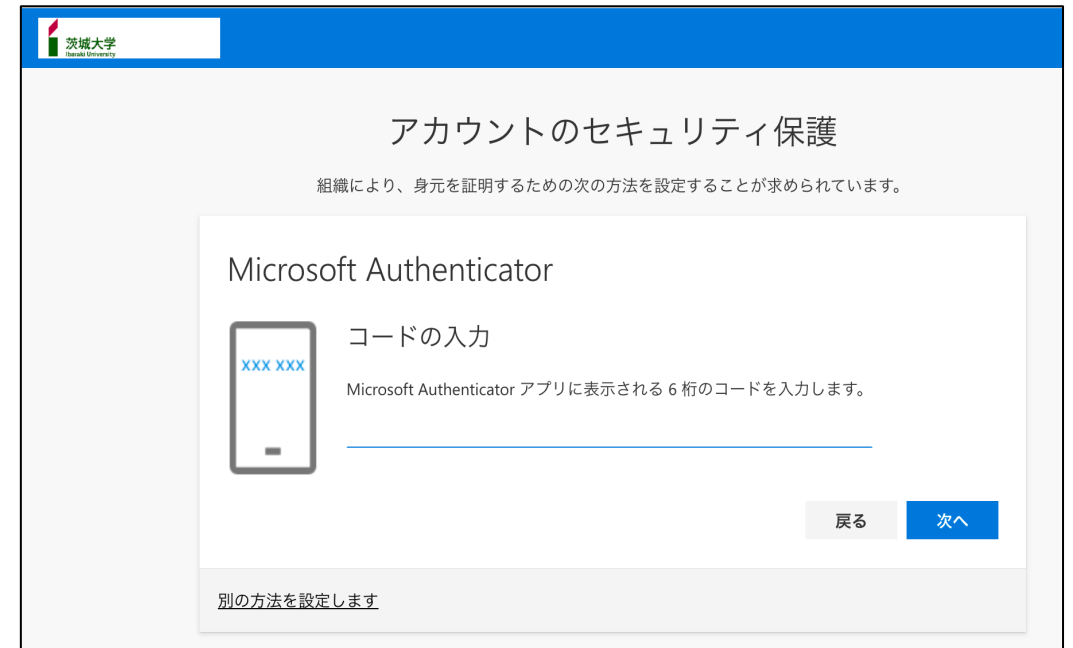 茨城大学
Ibaraki University
アカウントのセキュリティ保護
組織により、身元を証明するための次の方法を設定することが求められています。
Microsoft Authenticator
コードの入力
XXX XXX
Microsoft Authenticator アプリに表示される 6 桁のコードを入力します。
戻る
次へ
別の方法を設定します